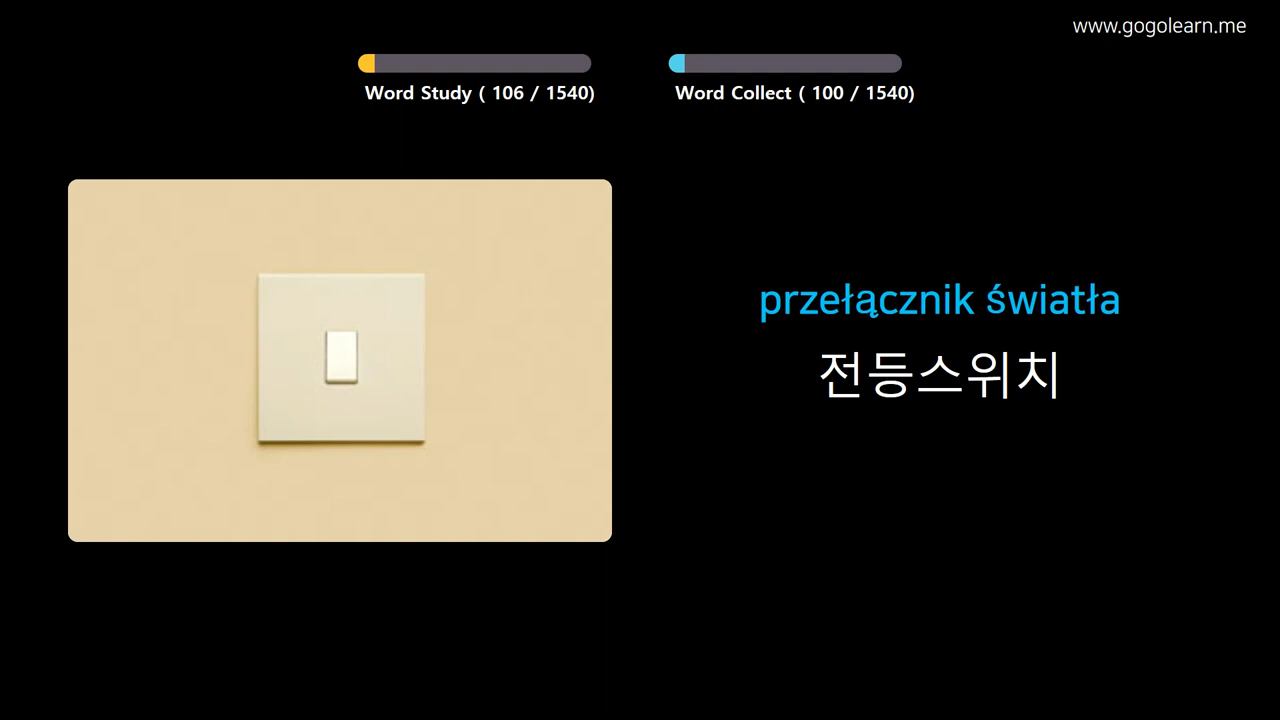 www.gogolearn.me
Word Study ( 106 / 1540)
Word Collect ( 100 / 1540)
przełącznik światła
전등스위치